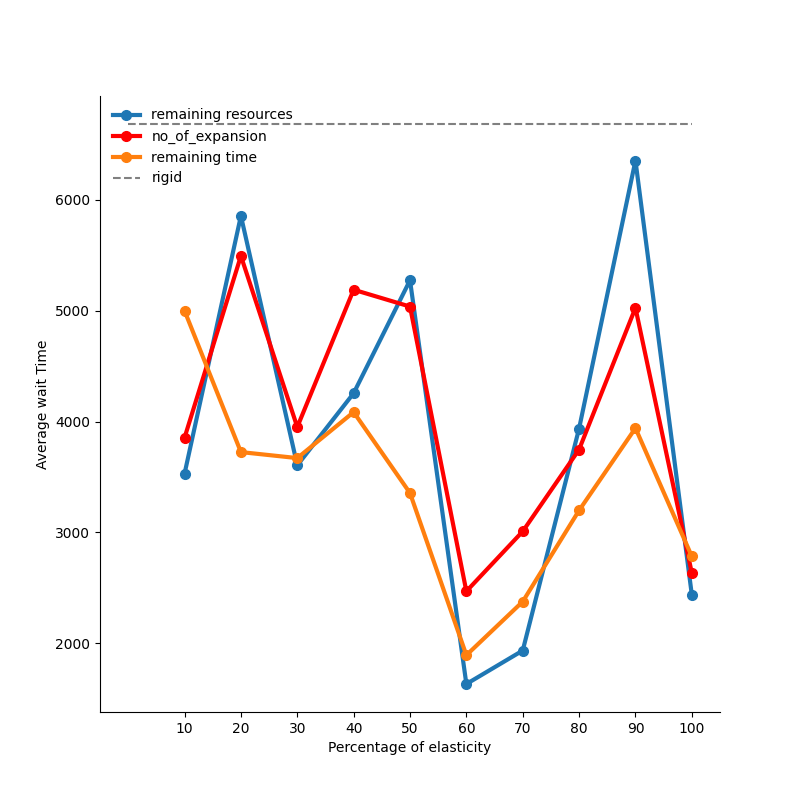 remaining resources
no_of_expansion
remaining time
rigid
6000
5000
4000
3000
2000
Average wait Time
10 20 30 40 50 60 70 80 90 100
Percentage of elasticity